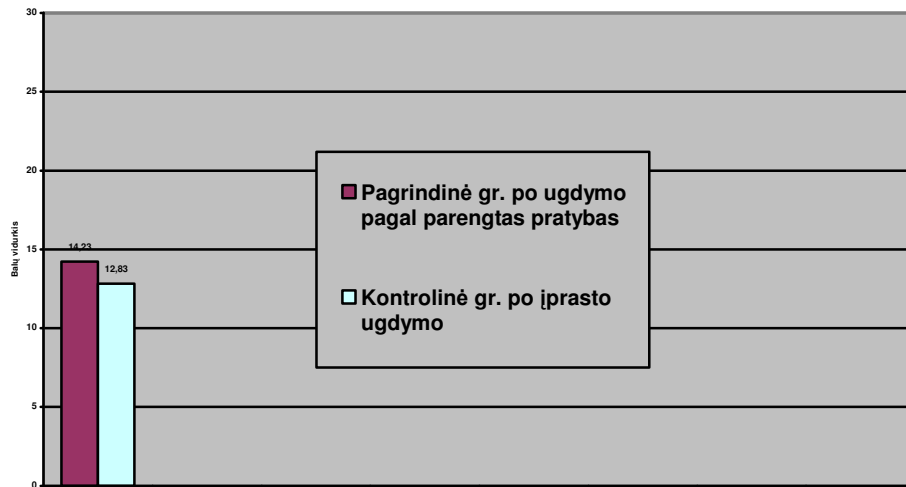 30
25
20
15
10
5
0
Balų vidurkis
14,23
12,83
Pagrindinė gr. po ugdymo
pagal parengtas pratybas
Kontrolinė gr. po įprasto
ugdymo